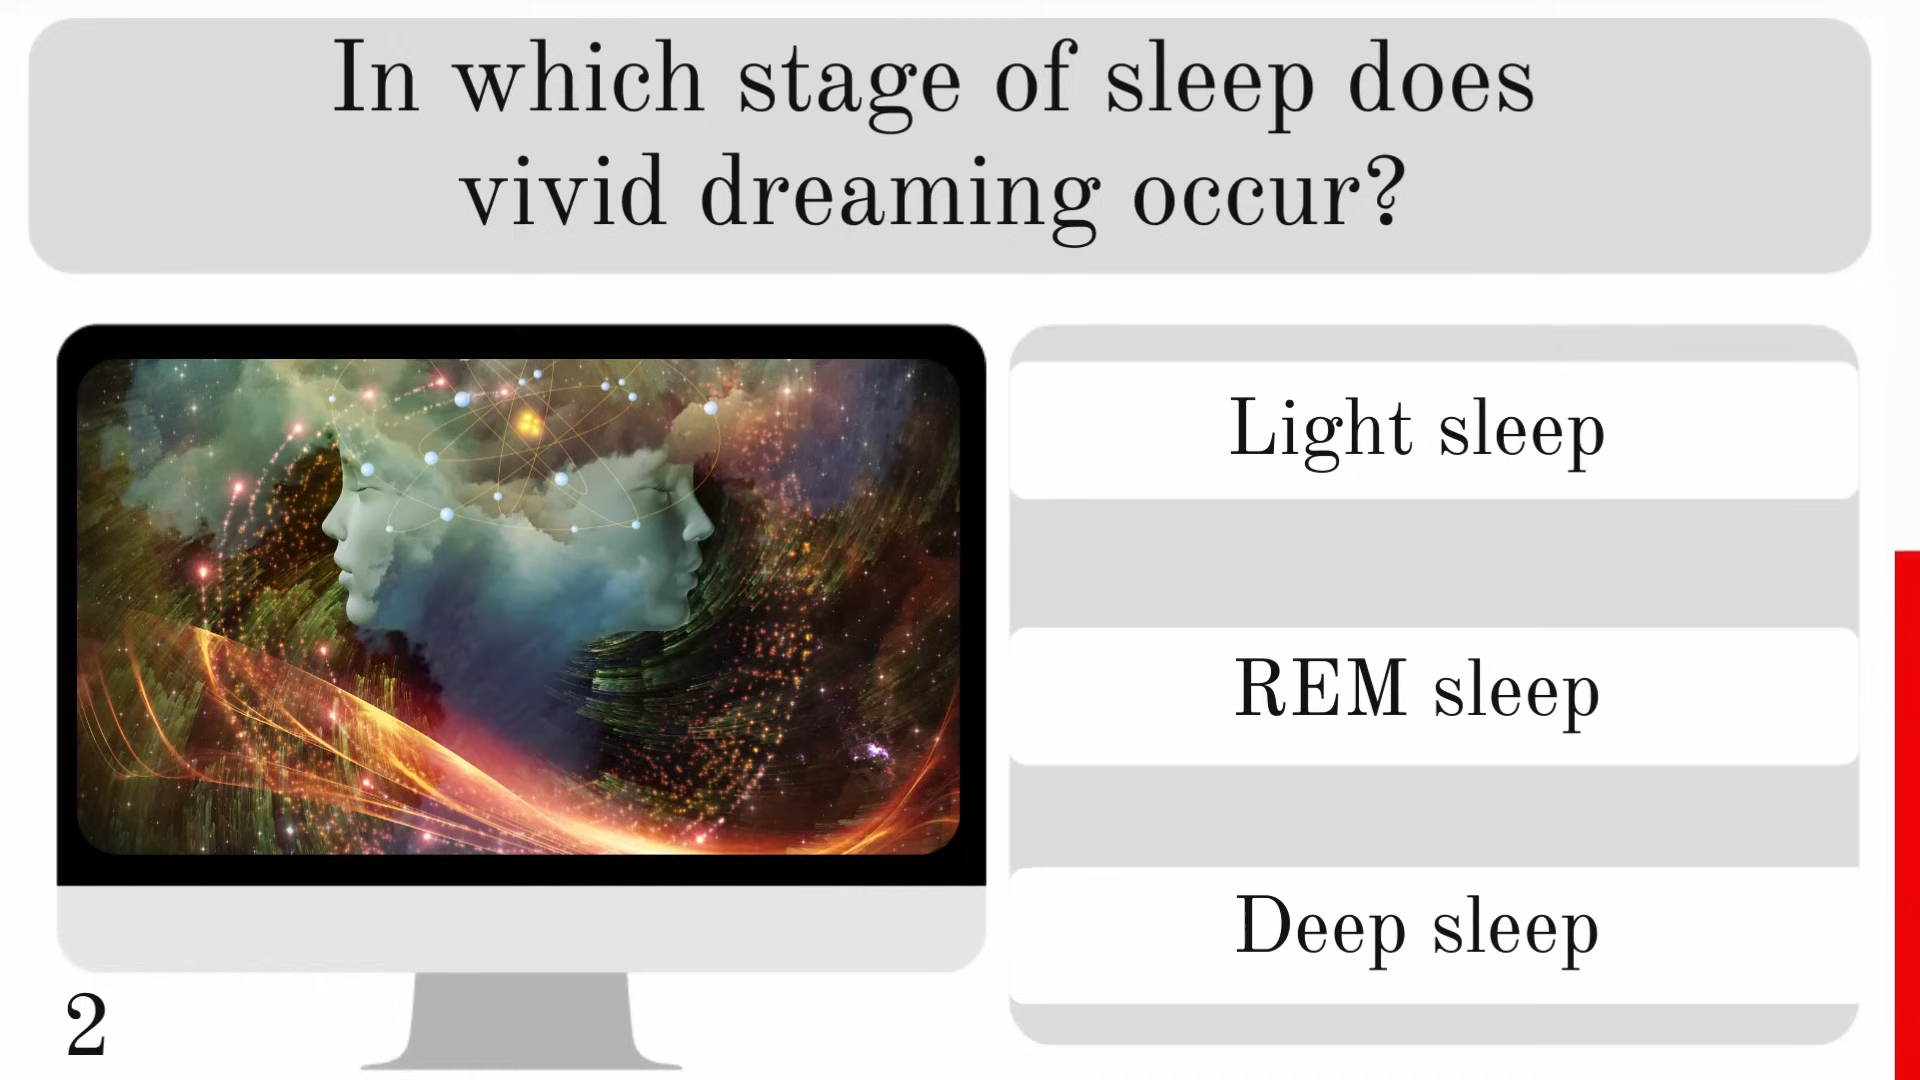 In which stage of sleep does
vivid dreaming occur?
Light sleep
REM sleep
Deep sleep
2